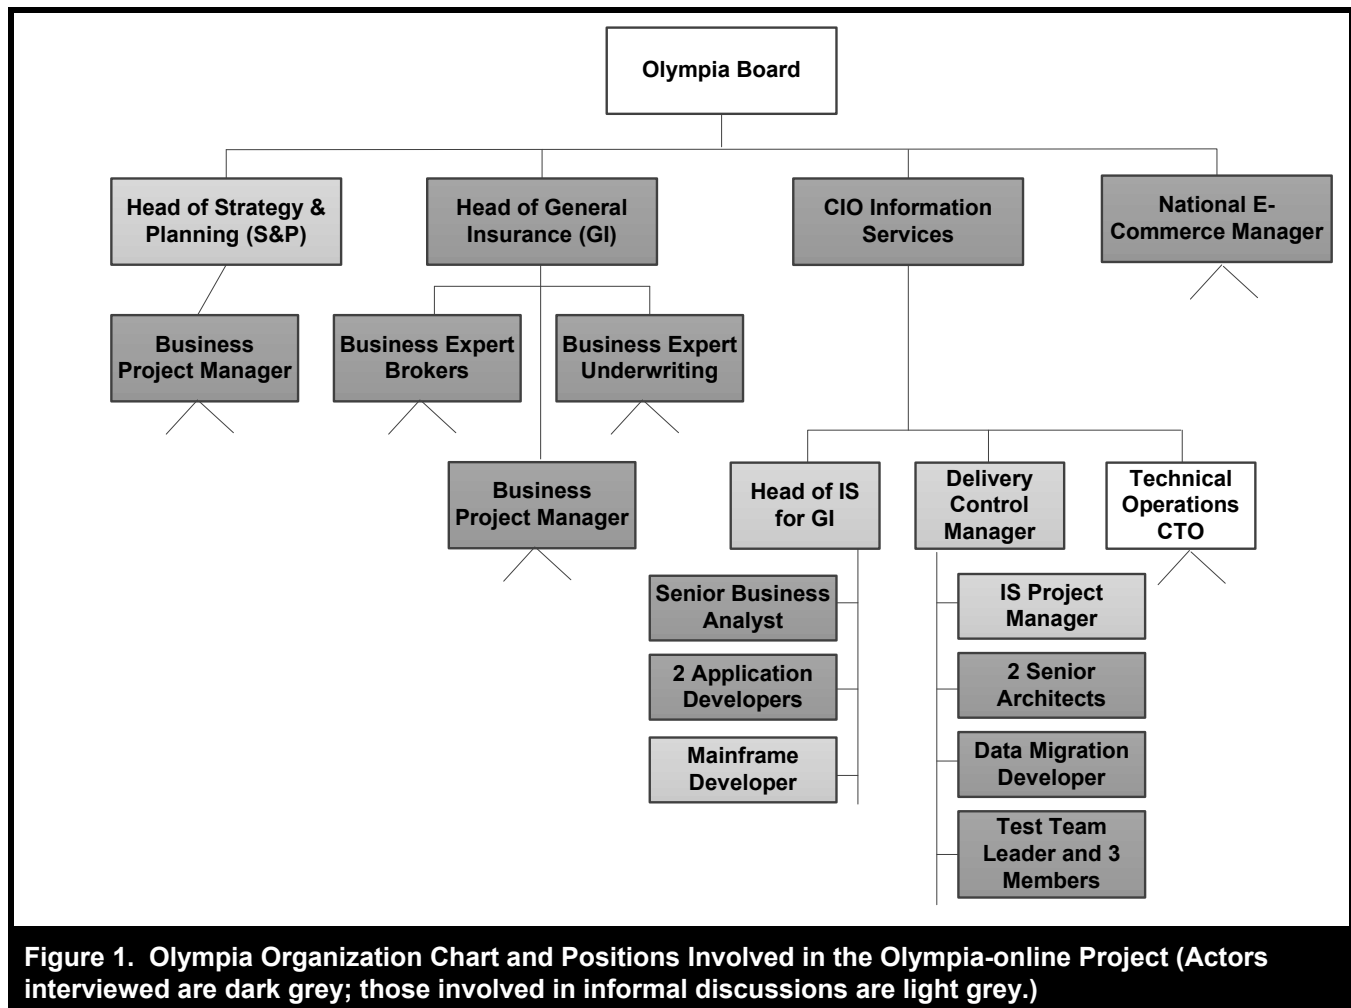 Olympia Board
Head of Strategy &
Planning (S&P)
Head of General
Insurance (GI)
CIO Information
Services
National E-
Commerce Manager
Business
Project Manager
Business Expert
Brokers
Business Expert
Underwriting
Business
Project Manager
Head of IS
for GI
Delivery
Control
Manager
Technical
Operations
CTO
Senior Business
Analyst
2 Application
Developers
Mainframe
Developer
IS Project
Manager
2 Senior
Architects
Data Migration
Developer
Test Team
Leader and 3
Members
Figure 1. Olympia Organization Chart and Positions Involved in the Olympia-online Project (Actors
interviewed are dark grey; those involved in informal discussions are light grey.)